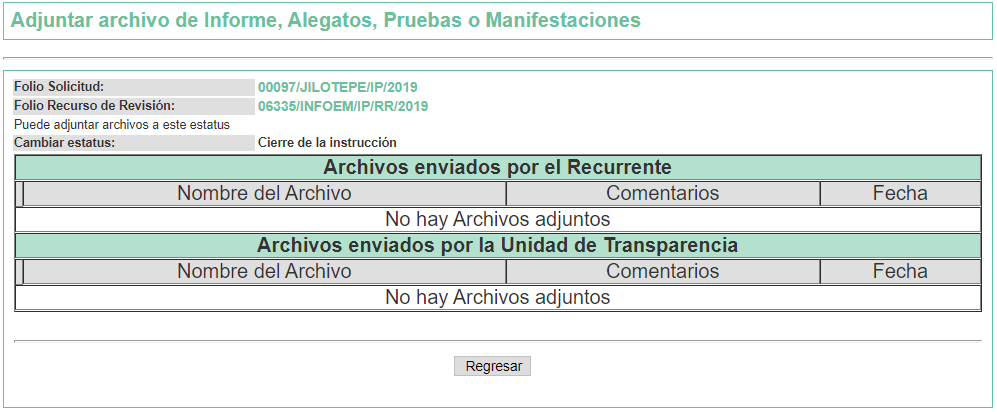 Adjuntar archivo de Informe, Alegatos, Pruebas o Manifestaciones
Folio Solicitud: 00097/JILOTEPE/IP/2019
Folio Recurso de Revisión: 06335/INFOEM/IP/RR/2019
Puede adjuntar archivos a este estatus
Cambiar estatus: Cierre de la instrucción
Archivos enviados por el Recurrente
Nombre del Archivo Comentarios Fecha
No hay Archivos adjuntos
Archivos enviados por la Unidad de Transparencia
Nombre del Archivo Comentarios Fecha
No hay Archivos adjuntos
Regresar